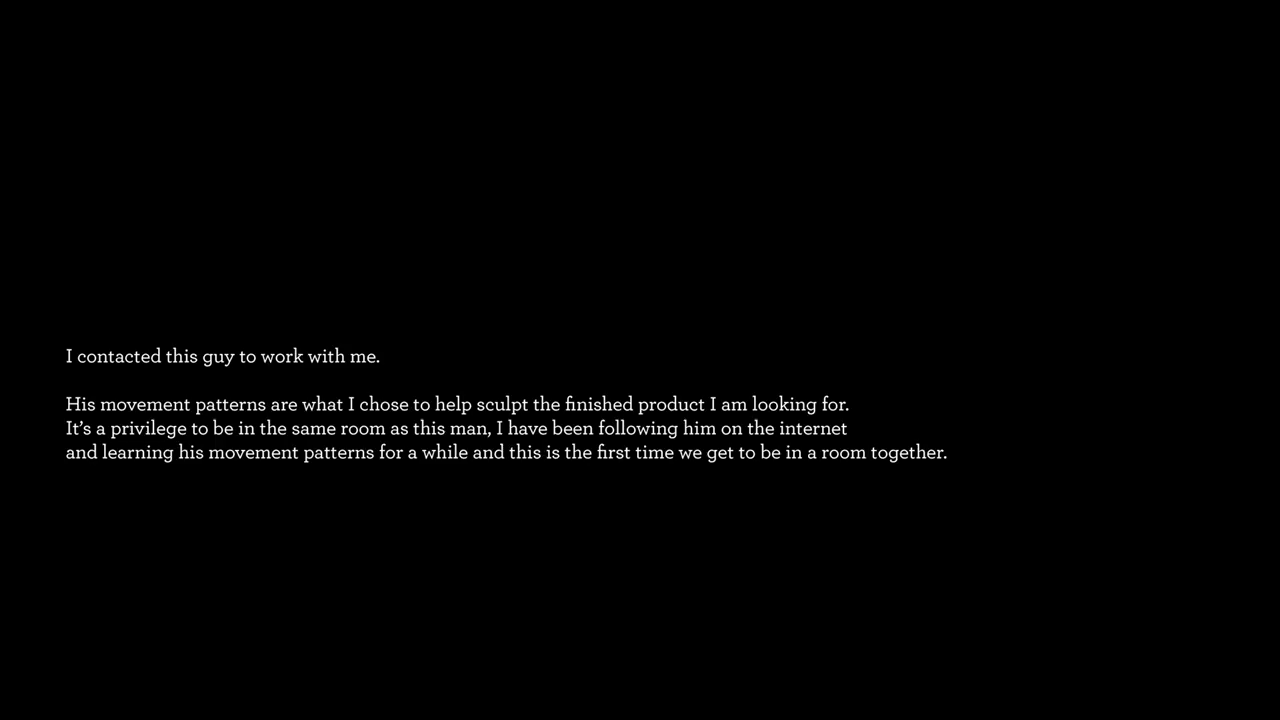 I contacted this guy to work with me.
His movement patterns are what I chose to help sculpt the finished product I am looking for.
It’s a privilege to be in the same room as this man, I have been following him on the internet
and learning his movement patterns for a while and this is the first time we get to be in a room together.